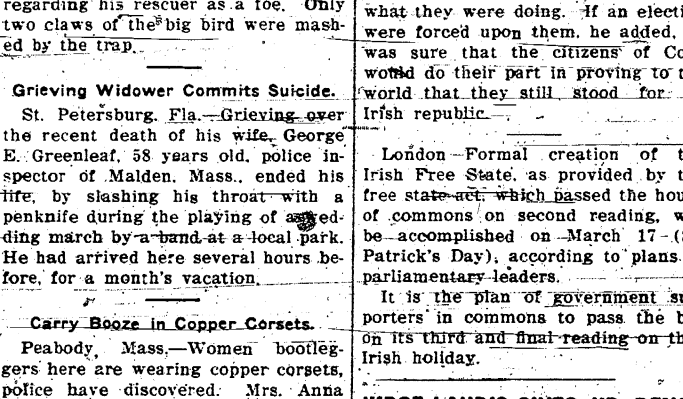 regarding his rescuer as a foe. Only
two claws of the big bird were mash-
ed by the trap.
Grieving Widower Commits Suicide.
St. Petersburg, Fla.—Grieving over
the recent death of his wife, George
E. Greenleaf, 58 years old, police in-
spector of Malden, Mass., ended his
life, by slashing his throat with a
penknife during the playing of a wed-
ding march by a band at a local park.
He had arrived here several hours be-
fore, for a month's vacation.
Carry Booze in Copper Corsets.
Peabody, Mass.—Women bootleg-
gers here are wearing copper corsets,
police have discovered. Mrs. Anna
what they were doing. If an electi
were forced upon them, he added,
was sure that the citizens of Co
would do their part in proving to t
world that they still stood for
Irish republic.
London—Formal creation of t
Irish Free State, as provided by t
free state act, which passed the hou
of commons on second reading, w
be accomplished on March 17 (S
Patrick's Day), according to plans
parliamentary leaders.
It is the plan of government su
porters in commons to pass the b
on its third and final reading on th
Irish holiday.